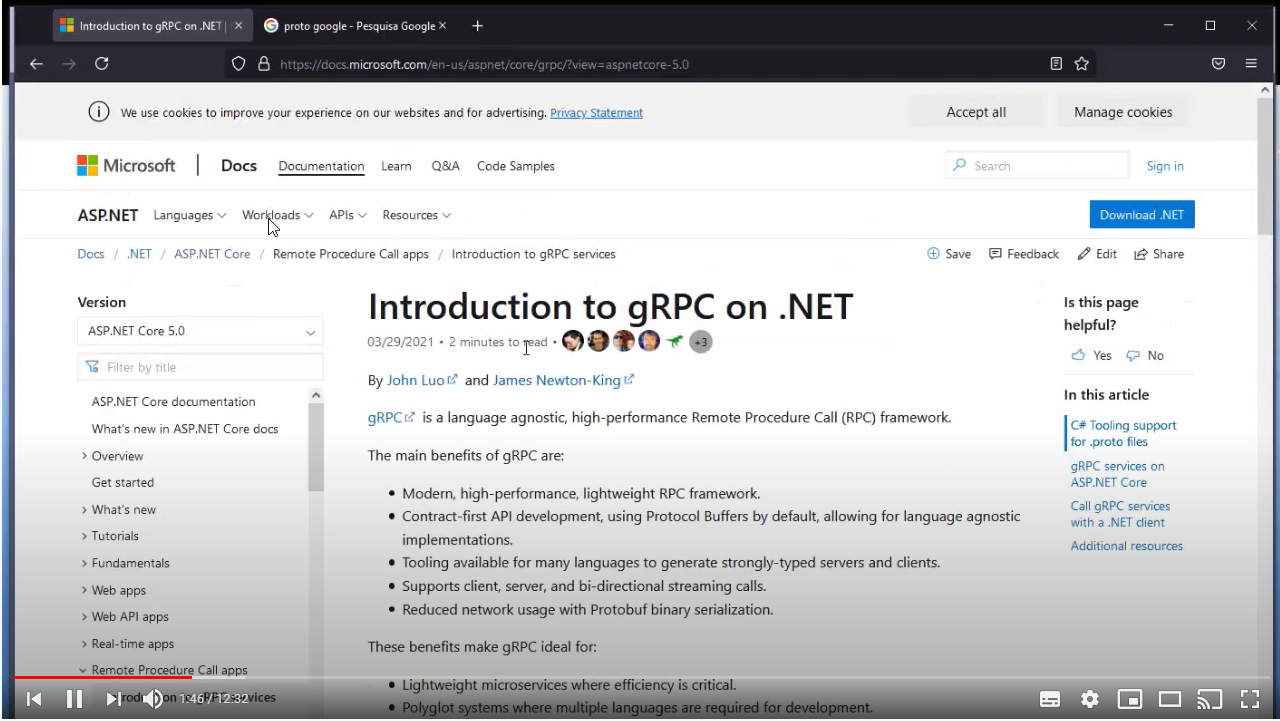 Introduction to gRPC on .NET |
proto google - Pesquisa Google
https://docs.microsoft.com/en-us/aspnet/core/grpc/?view=aspnetcore-5.0
We use cookies to improve your experience on our websites and for advertising. Privacy Statement
Accept all
Manage cookies
Microsoft
Docs
Documentation
Learn
Q&A
Code Samples
Search
Sign in
ASP.NET
Languages
Workloads
APIs
Resources
Download .NET
Docs / .NET / ASP.NET Core / Remote Procedure Call apps / Introduction to gRPC services
Save
Feedback
Edit
Share
Version
ASP.NET Core 5.0
Filter by title
ASP.NET Core documentation
What's new in ASP.NET Core docs
Overview
Get started
What's new
Tutorials
Fundamentals
Web apps
Web API apps
Real-time apps
Remote Procedure Call apps
Introduction to gRPC services
Introduction to gRPC on .NET
03/29/2021 • 2 minutes to read •
+3
By John Luo and James Newton-King
gRPC is a language agnostic, high-performance Remote Procedure Call (RPC) framework.
The main benefits of gRPC are:
• Modern, high-performance, lightweight RPC framework.
• Contract-first API development, using Protocol Buffers by default, allowing for language agnostic
implementations.
• Tooling available for many languages to generate strongly-typed servers and clients.
• Supports client, server, and bi-directional streaming calls.
• Reduced network usage with Protobuf binary serialization.
These benefits make gRPC ideal for:
• Lightweight microservices where efficiency is critical.
• Polyglot systems where multiple languages are required for development.
Is this page
helpful?
Yes
No
In this article
C# Tooling support
for .proto files
gRPC services on
ASP.NET Core
Call gRPC services
with a .NET client
Additional resources
1:46 / 12:32